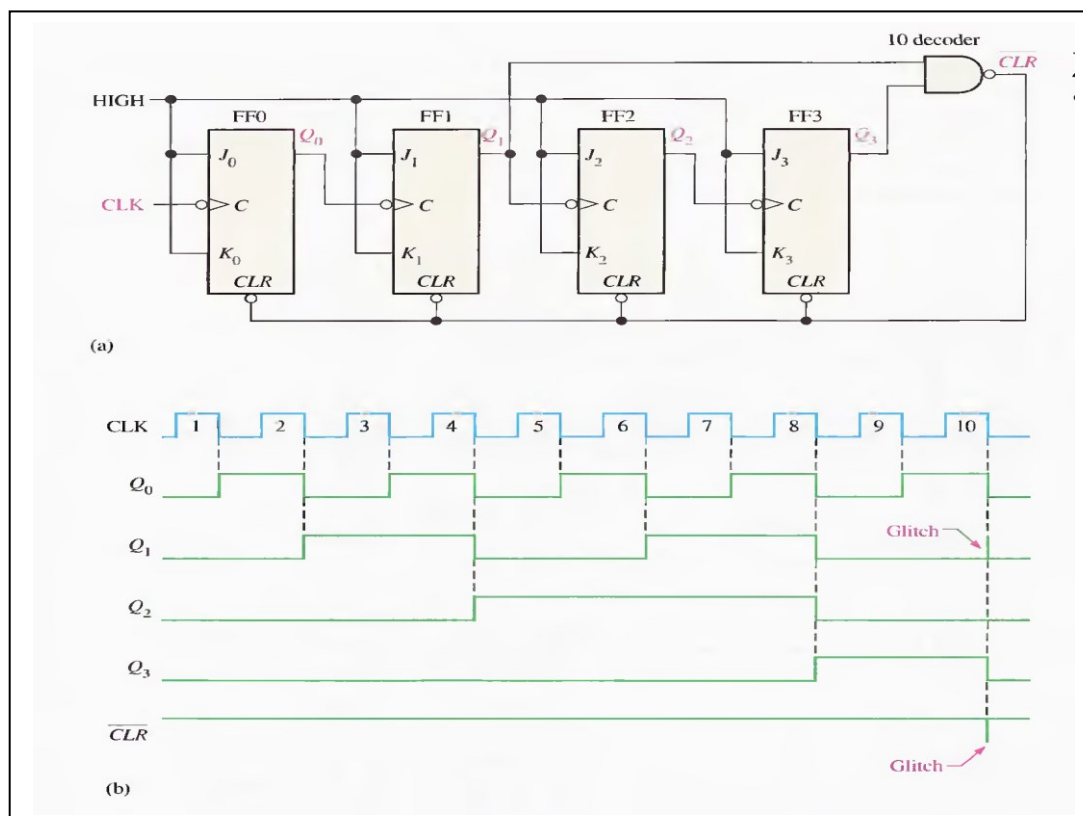 10 decoder
CLR
HIGH
FF0 FF1 FF2 FF3
Q0 Q1 Q2 Q3
J0 J1 J2 J3
CLK C C C C
K0 K1 K2 K3
CLR CLR CLR CLR
(a)
CLK 1 2 3 4 5 6 7 8 9 10
Q0
Glitch
Q1
Q2
Q3
CLR
Glitch
(b)